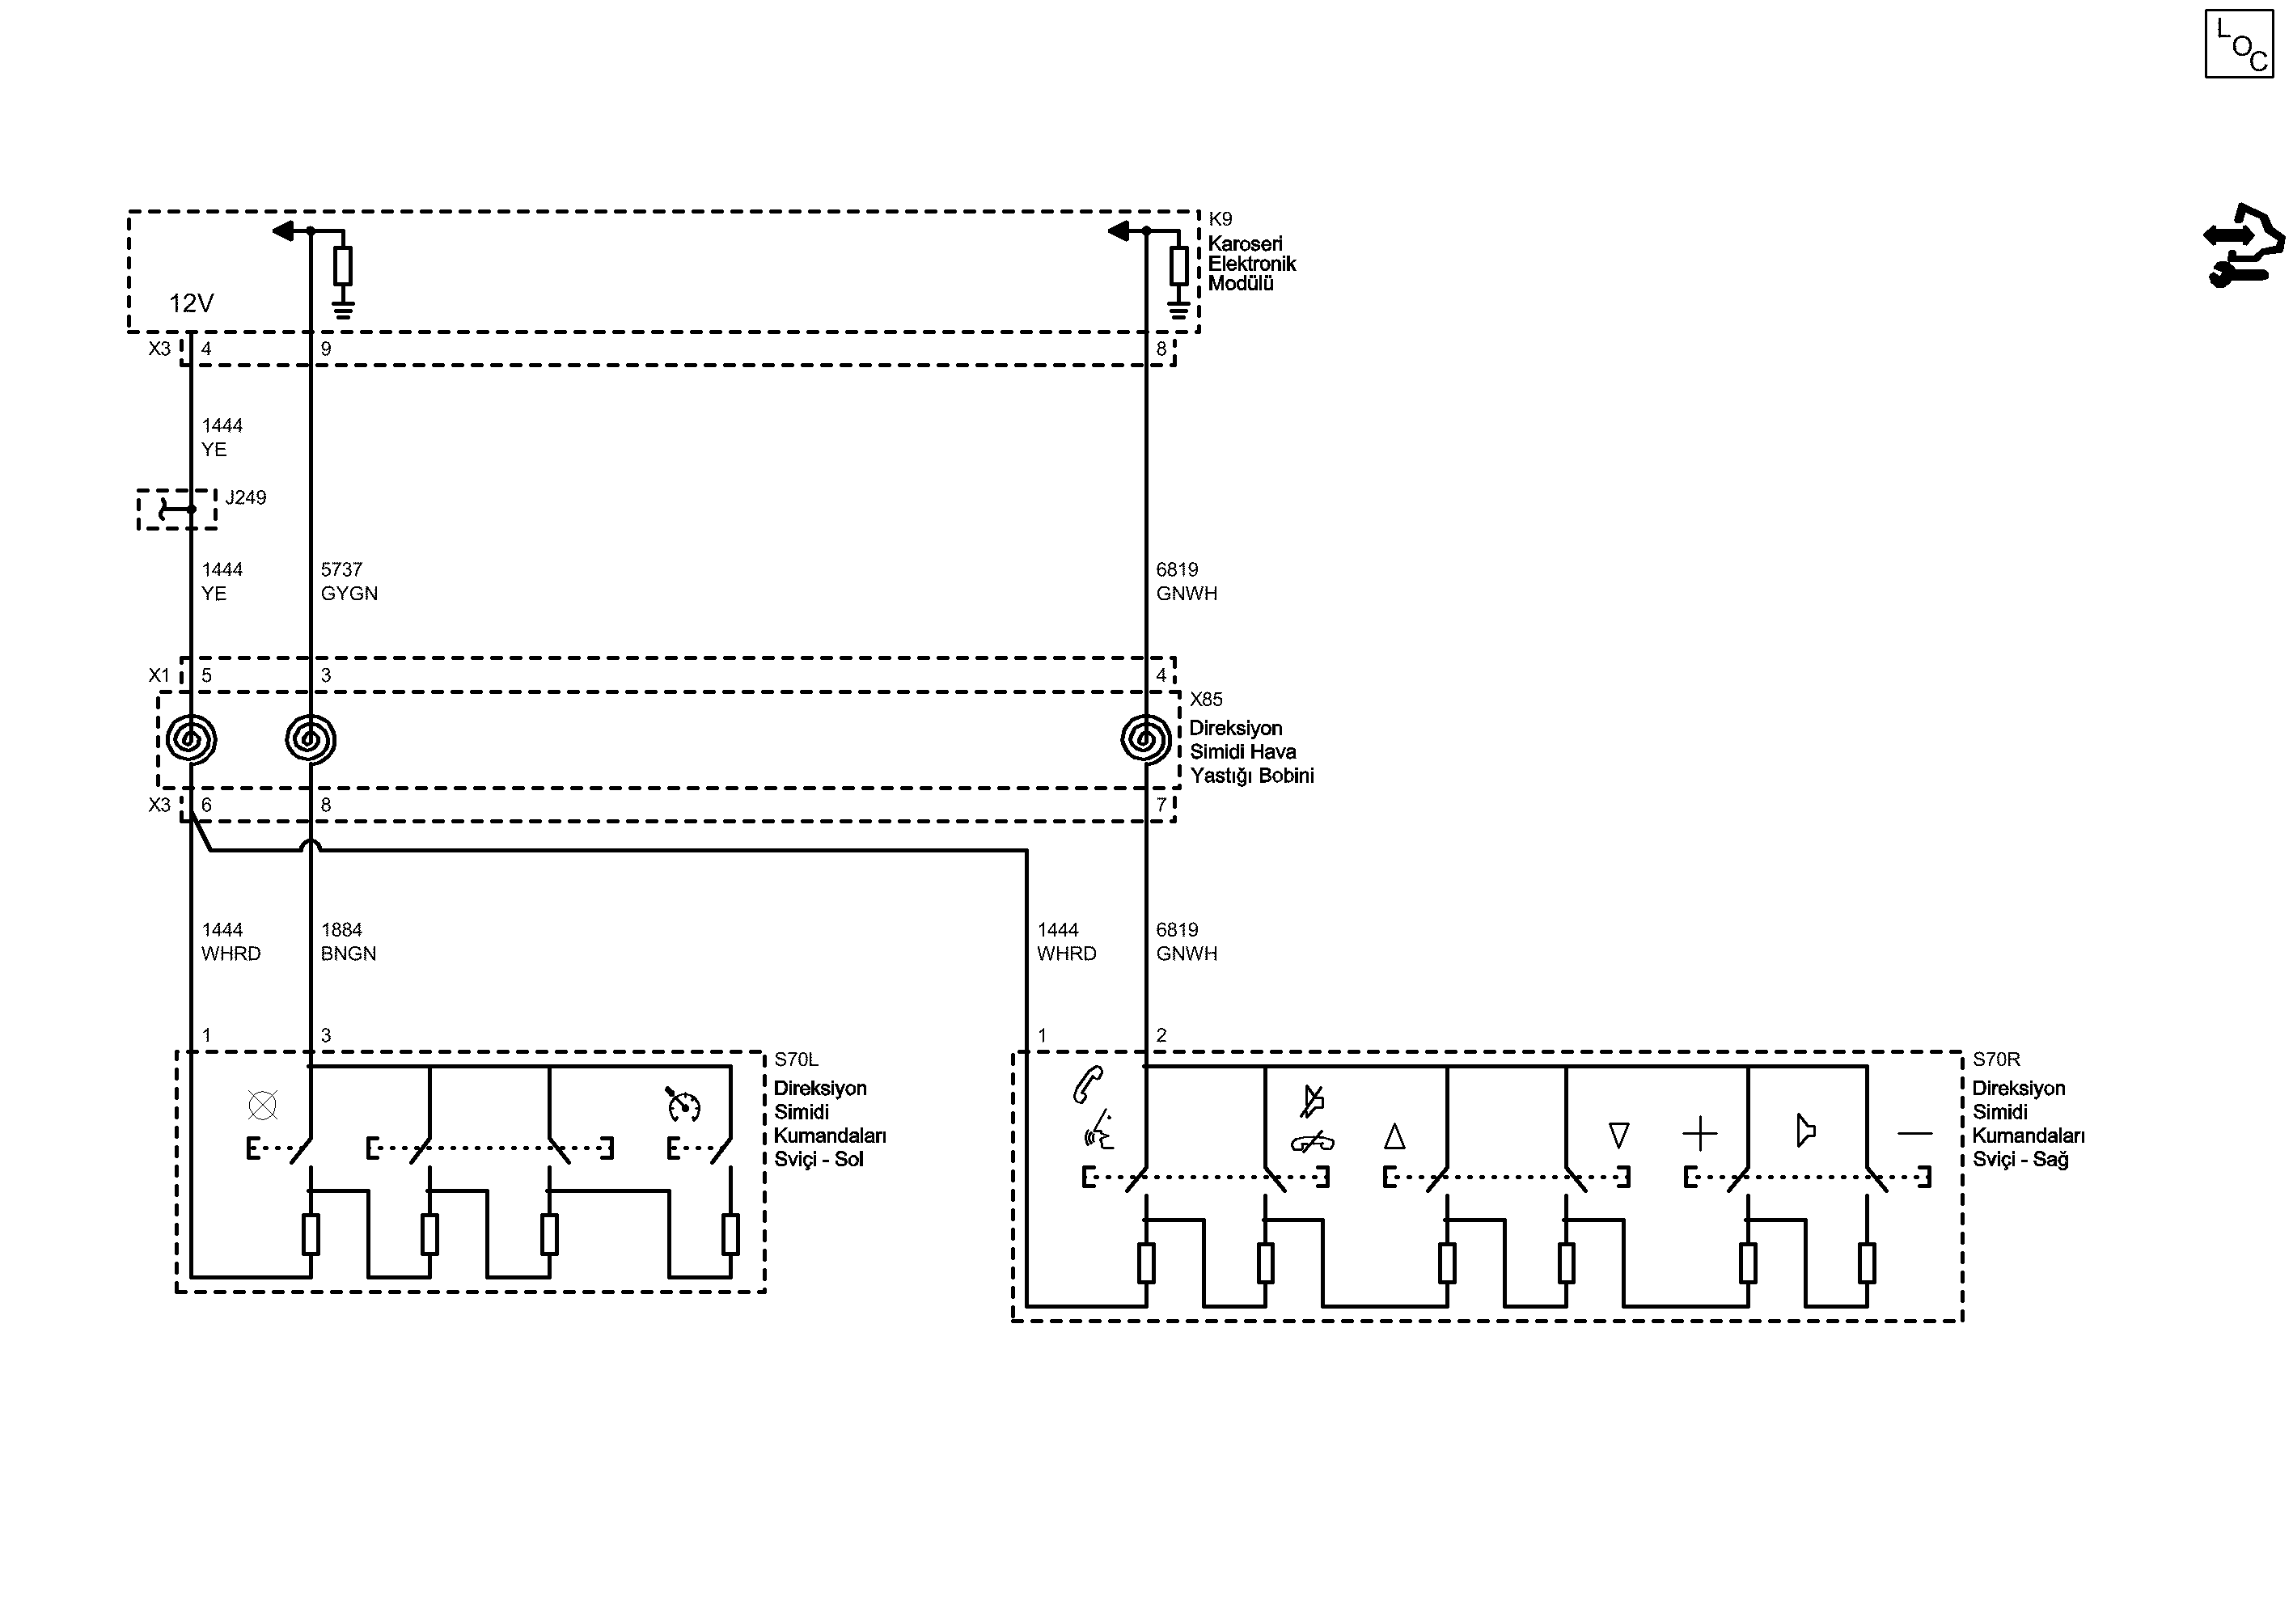 LOC
K9
Karoseri
Elektronik
Modülü
12V
X3 4 9 8
1444
YE
J249
1444 5737 6819
YE GYGN GNWH
X1 5 3 4
X85
Direksiyon
Simidi Hava
Yastığı Bobini
X3 6 8 7
1444 1884 1444 6819
WHRD BNGN WHRD GNWH
1 3 1 2
S70L
Direksiyon
Simidi
Kumandaları
Sviçi - Sol
S70R
Direksiyon
Simidi
Kumandaları
Sviçi - Sağ